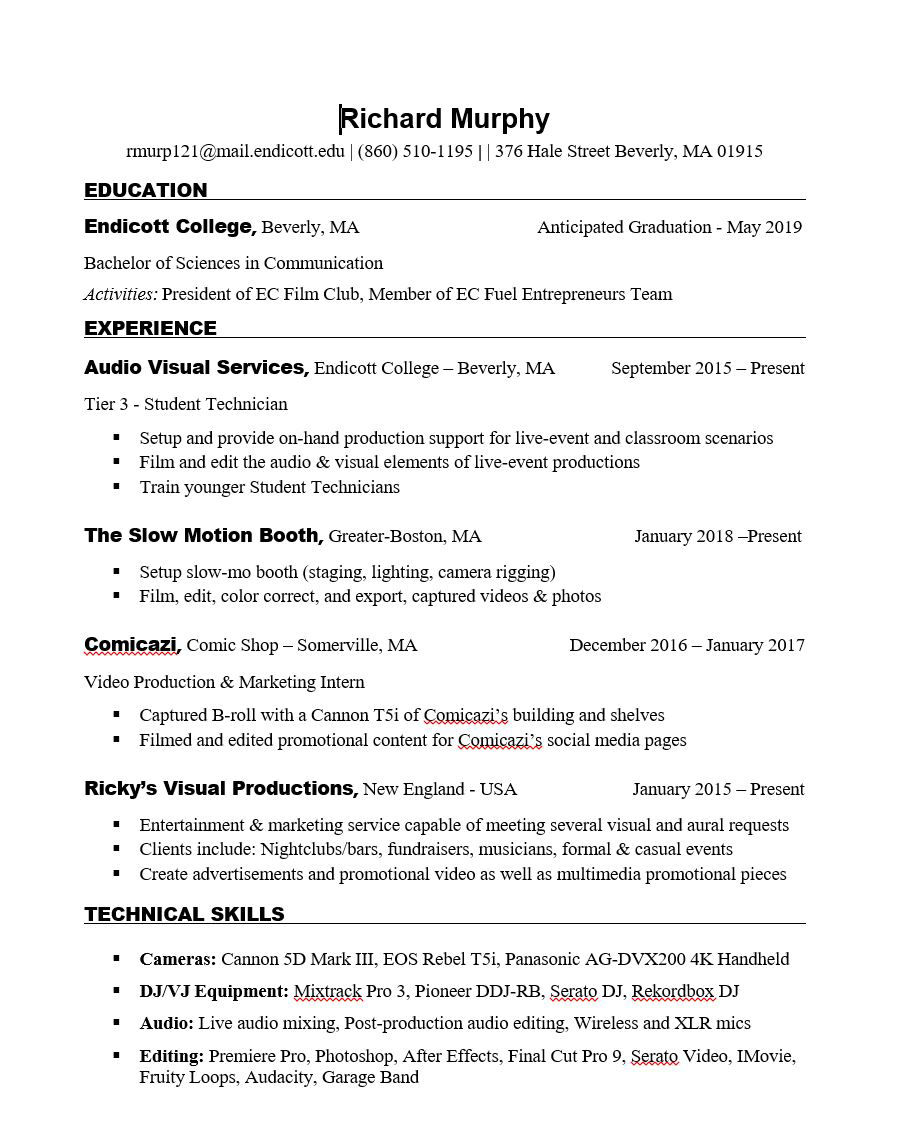 Richard Murphy
rmurp121@mail.endicott.edu | (860) 510-1195 | | 376 Hale Street Beverly, MA 01915
EDUCATION
Endicott College, Beverly, MA Anticipated Graduation - May 2019
Bachelor of Sciences in Communication
Activities: President of EC Film Club, Member of EC Fuel Entrepreneurs Team
EXPERIENCE
Audio Visual Services, Endicott College – Beverly, MA September 2015 – Present
Tier 3 - Student Technician
▪ Setup and provide on-hand production support for live-event and classroom scenarios
▪ Film and edit the audio & visual elements of live-event productions
▪ Train younger Student Technicians
The Slow Motion Booth, Greater-Boston, MA January 2018 –Present
▪ Setup slow-mo booth (staging, lighting, camera rigging)
▪ Film, edit, color correct, and export, captured videos & photos
Comicazi, Comic Shop – Somerville, MA December 2016 – January 2017
Video Production & Marketing Intern
▪ Captured B-roll with a Cannon T5i of Comicazi’s building and shelves
▪ Filmed and edited promotional content for Comicazi’s social media pages
Ricky’s Visual Productions, New England - USA January 2015 – Present
▪ Entertainment & marketing service capable of meeting several visual and aural requests
▪ Clients include: Nightclubs/bars, fundraisers, musicians, formal & casual events
▪ Create advertisements and promotional video as well as multimedia promotional pieces
TECHNICAL SKILLS
▪ Cameras: Cannon 5D Mark III, EOS Rebel T5i, Panasonic AG-DVX200 4K Handheld
▪ DJ/VJ Equipment: Mixtrack Pro 3, Pioneer DDJ-RB, Serato DJ, Rekordbox DJ
▪ Audio: Live audio mixing, Post-production audio editing, Wireless and XLR mics
▪ Editing: Premiere Pro, Photoshop, After Effects, Final Cut Pro 9, Serato Video, IMovie,
Fruity Loops, Audacity, Garage Band